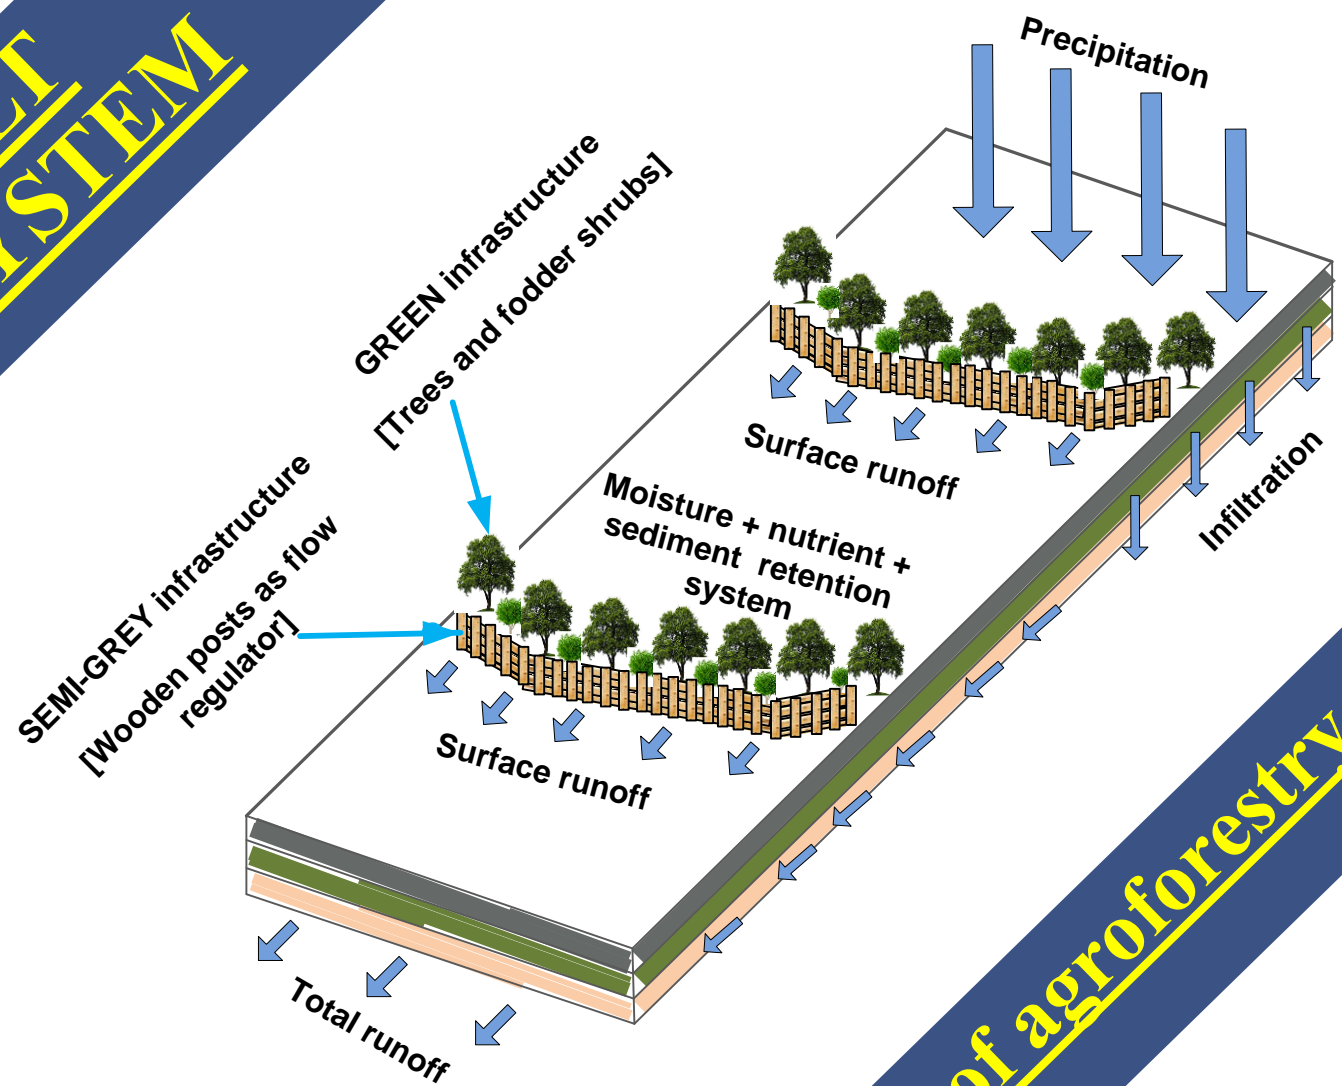 STEM
Precipitation
GREEN infrastructure
[Trees and fodder shrubs]
SEMI-GREY infrastructure
[Wooden posts as flow
regulator]
Surface runoff
Moisture + nutrient +
sediment retention
system
Infiltration
Surface runoff
Total runoff
of agroforestry